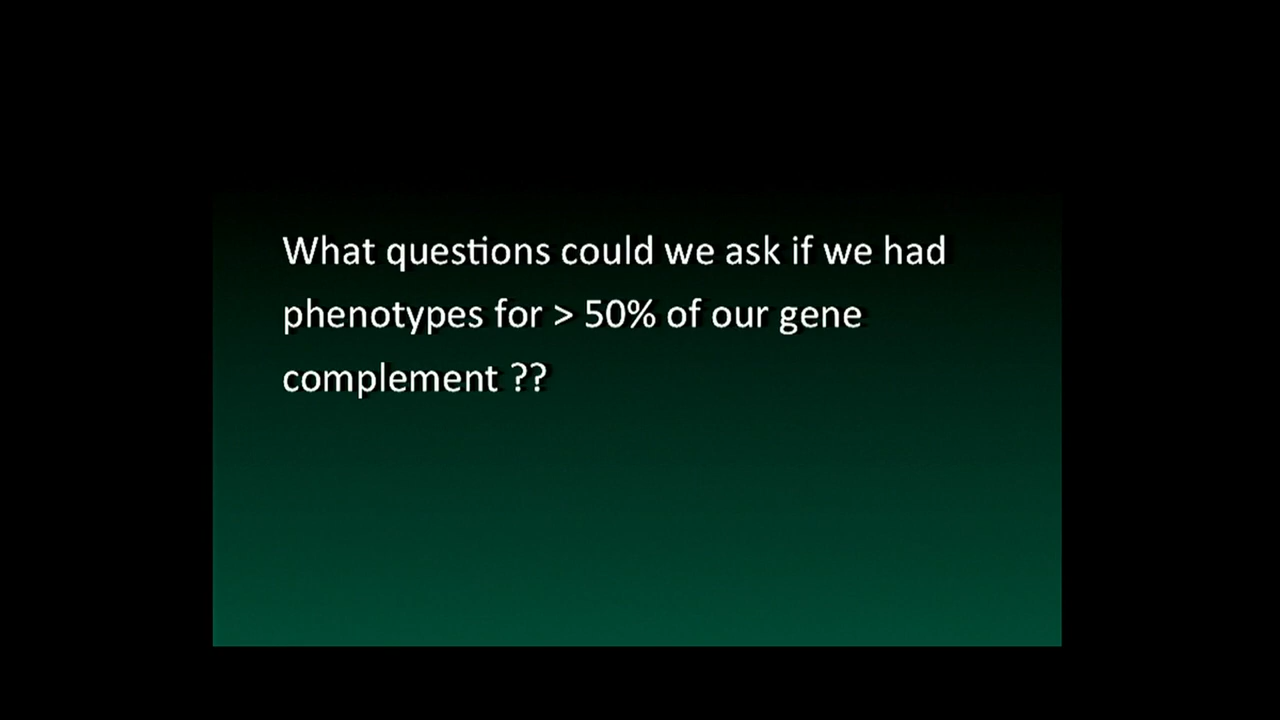 What questions could we ask if we had
phenotypes for > 50% of our gene
complement ??